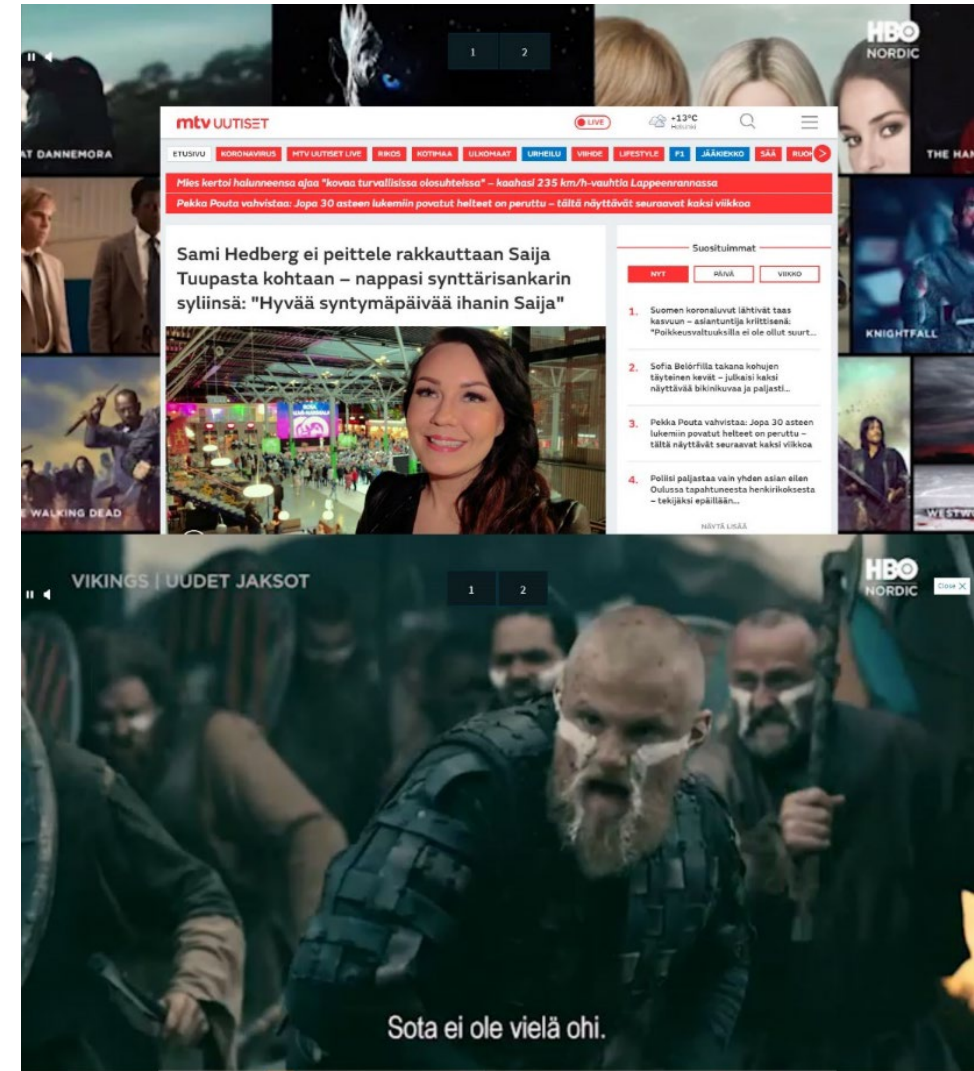 HBO
NORDIC
1 2
mtv UUTISET
LIVE
-13°C
Helsinki
AT DANNEMORA
ETUSIVU KORONAVIRUS MTV UUTISET LIVE RIKOS KOTIMAA ULKOMAAT URHEILU VIIHDE LIFESTYLE F1 JÄÄKIEKKO SÄÄ RUOK
THE HAN
Mies kertoi halunneensa ajaa "kovaa turvallisissa olosuhteissa" – kaahasi 235 km/h-vauhtia Lappeenrannassa
Pekka Pouta vahvistaa: Jopa 30 asteen lukemiin povatut helteet on peruttu – tältä näyttävät seuraavat kaksi viikkoa
Sami Hedberg ei peittele rakkauttaan Saija
Tuupasta kohtaan – nappasi synttärisankarin
syliinsä: "Hyvää syntymäpäivää ihanin Saija"
Suosituimmat
NYT PÄIVÄ VIIKKO
1. Suomen koronaluvut lähtivät taas
kasvuun – asiantuntija kriittisenä:
"Poikkeusvaltuuksilla ei ole ollut suurt...
2. Sofia Belórfilla takana kohujen
täyteinen kevät – julkaisi kaksi
näyttävää bikinikuvaa ja paljasti...
3. Pekka Pouta vahvistaa: Jopa 30 asteen
lukemiin povatut helteet on peruttu –
tältä näyttävät seuraavat kaksi viikkoa
4. Poliisi paljastaa vain yhden asian eilen
Oulussa tapahtuneesta henkirikoksesta
– tekijäksi epäillään...
NÄYTÄ LISÄÄ
KNIGHTFALL
E WALKING DEAD
WESTW
VIKINGS | UUDET JAKSOT
1 2
HBO
NORDIC
Close X
Sota ei ole vielä ohi.